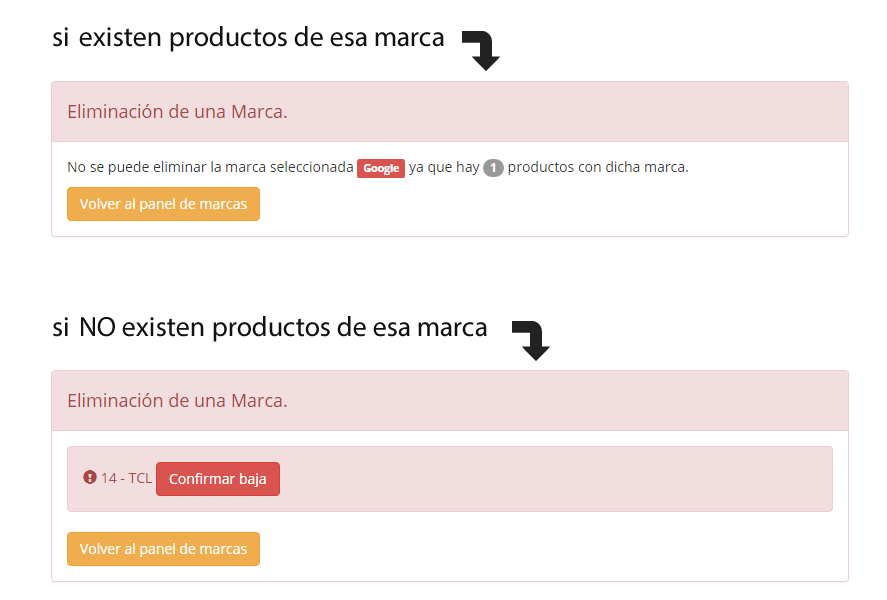 si existen productos de esa marca
Eliminación de una Marca.
No se puede eliminar la marca seleccionada Google ya que hay 1 productos con dicha marca.
Volver al panel de marcas
si NO existen productos de esa marca
Eliminación de una Marca.
14 - TCL Confirmar baja
Volver al panel de marcas